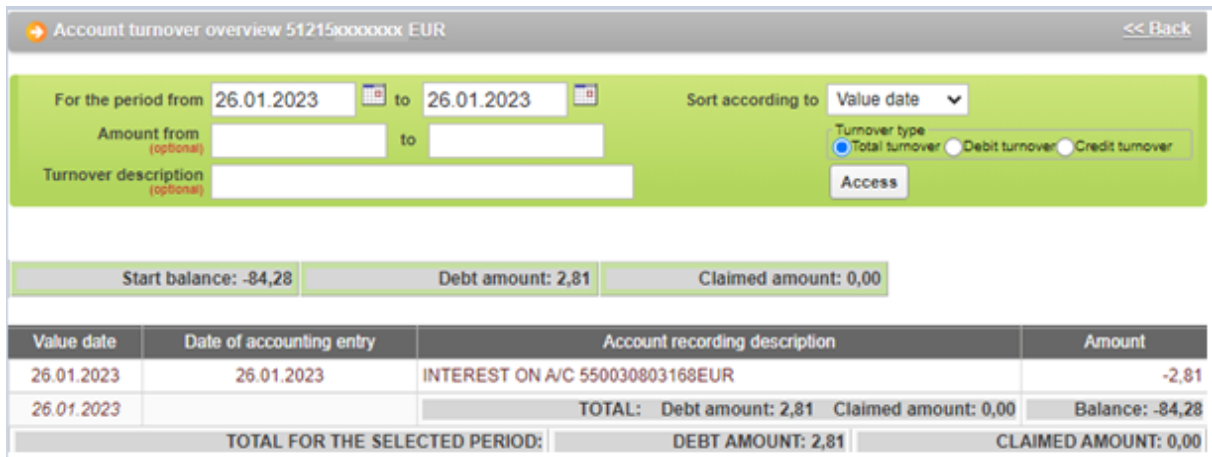 Account turnover overview 51215xxxxxxx EUR << Back
For the period from 26.01.2023 to 26.01.2023 Sort according to Value date
Amount from (optional) to Turnover type
Total turnover Debit turnover Credit turnover
Turnover description (optional) Access
Start balance: -84,28 Debt amount: 2,81 Claimed amount: 0,00
Value date Date of accounting entry Account recording description Amount
26.01.2023 26.01.2023 INTEREST ON A/C 550030803168EUR -2,81
26.01.2023 TOTAL: Debt amount: 2,81 Claimed amount: 0,00 Balance: -84,28
TOTAL FOR THE SELECTED PERIOD: DEBT AMOUNT: 2,81 CLAIMED AMOUNT: 0,00